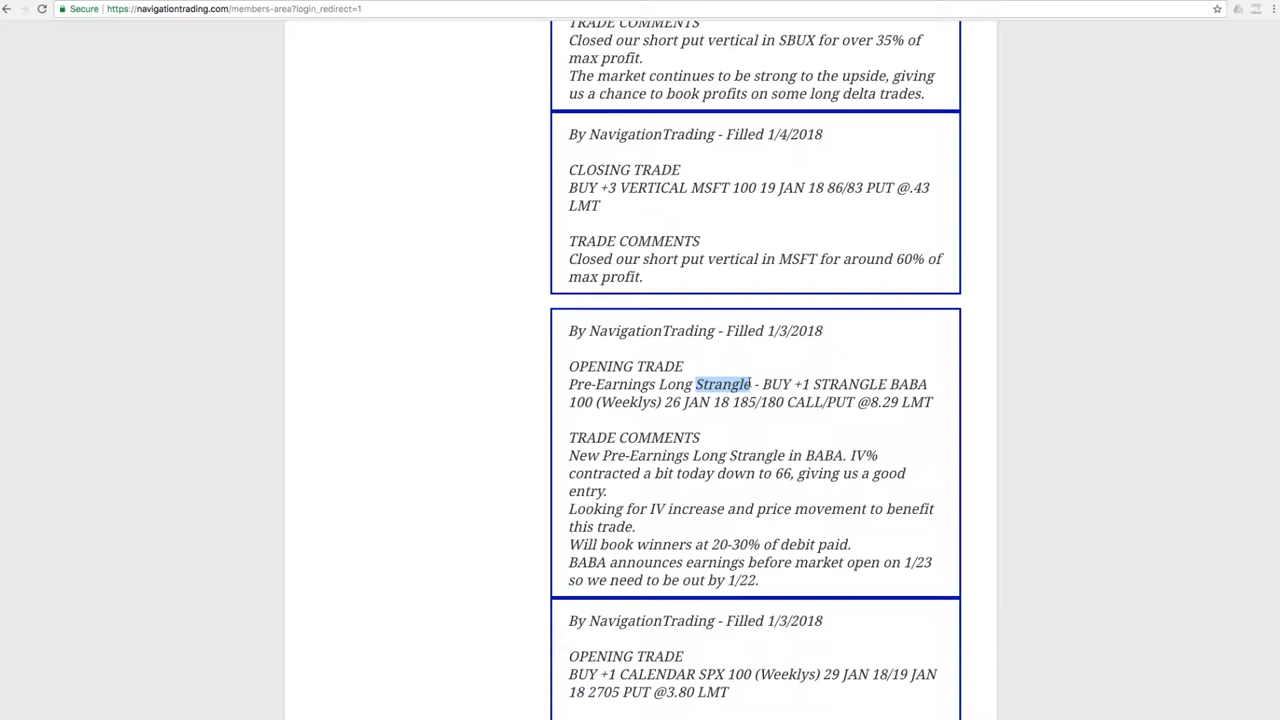 Secure
https://navigationtrading.com/members-area?login_redirect=1
TRADE COMMENTS
Closed our short put vertical in SBUX for over 35% of
max profit.
The market continues to be strong to the upside, giving
us a chance to book profits on some long delta trades.
By NavigationTrading - Filled 1/4/2018
CLOSING TRADE
BUY +3 VERTICAL MSFT 100 19 JAN 18 86/83 PUT @.43
LMT
TRADE COMMENTS
Closed our short put vertical in MSFT for around 60% of
max profit.
By NavigationTrading - Filled 1/3/2018
OPENING TRADE
Pre-Earnings Long Strangle - BUY +1 STRANGLE BABA
100 (Weeklys) 26 JAN 18 185/180 CALL/PUT @8.29 LMT
TRADE COMMENTS
New Pre-Earnings Long Strangle in BABA. IV%
contracted a bit today down to 66, giving us a good
entry.
Looking for IV increase and price movement to benefit
this trade.
Will book winners at 20-30% of debit paid.
BABA announces earnings before market open on 1/23
so we need to be out by 1/22.
By NavigationTrading - Filled 1/3/2018
OPENING TRADE
BUY +1 CALENDAR SPX 100 (Weeklys) 29 JAN 18/19 JAN
18 2705 PUT @3.80 LMT